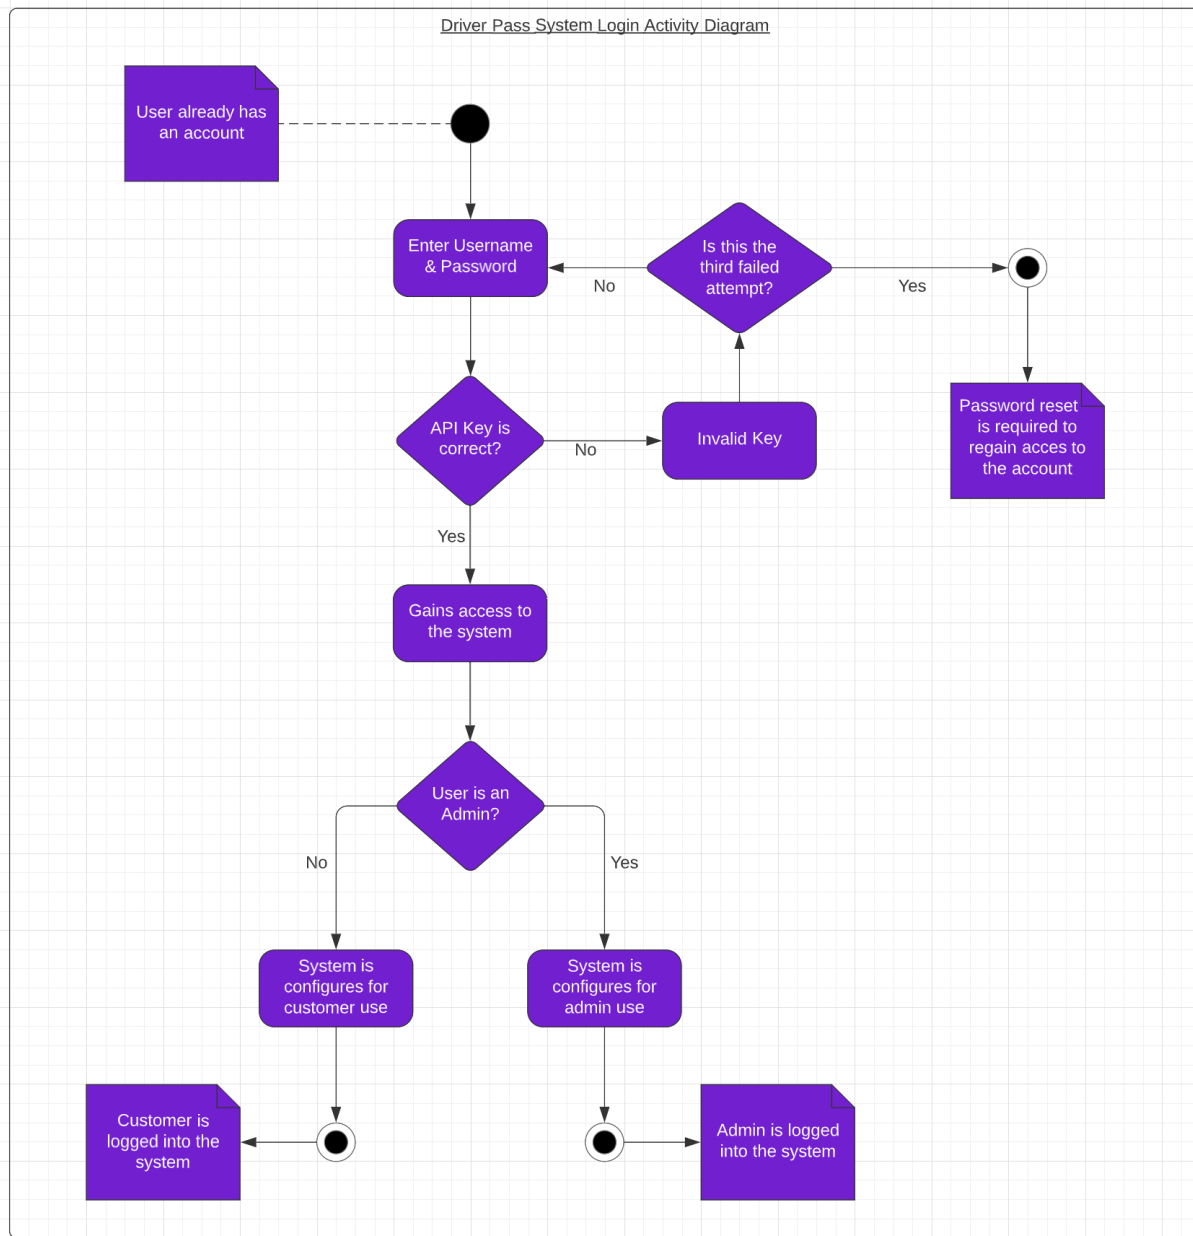 Driver Pass System Login Activity Diagram
User already has
an account
Enter Username
& Password
Is this the
third failed
attempt?
No
Yes
API Key is
correct?
No
Invalid Key
Password reset
is required to
regain acces to
the account
Yes
Gains access to
the system
User is an
Admin?
No
Yes
System is
configures for
customer use
System is
configures for
admin use
Customer is
logged into the
system
Admin is logged
into the system